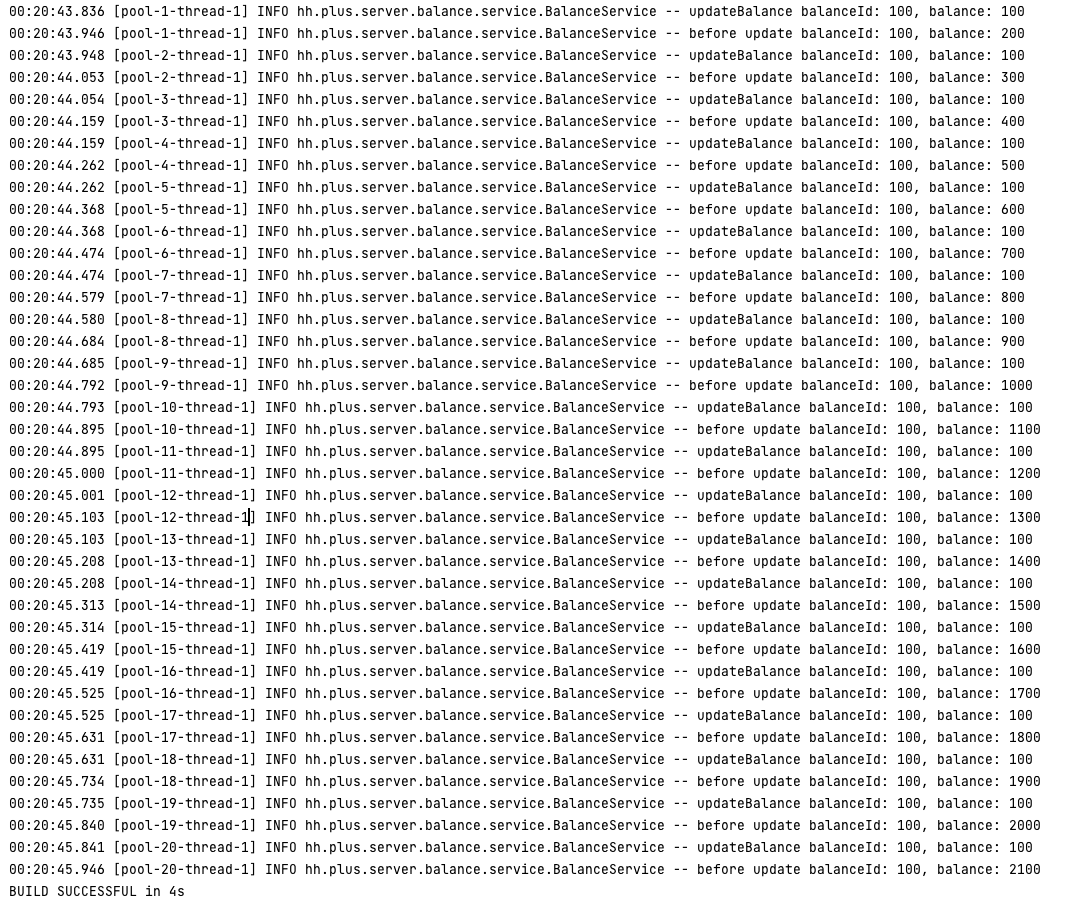 00:20:43.836 [pool-1-thread-1] INFO hh.plus.server.balance.service.BalanceService -- updateBalance balanceId: 100, balance: 100
00:20:43.946 [pool-1-thread-1] INFO hh.plus.server.balance.service.BalanceService -- before update balanceId: 100, balance: 200
00:20:43.948 [pool-2-thread-1] INFO hh.plus.server.balance.service.BalanceService -- updateBalance balanceId: 100, balance: 100
00:20:44.053 [pool-2-thread-1] INFO hh.plus.server.balance.service.BalanceService -- before update balanceId: 100, balance: 300
00:20:44.054 [pool-3-thread-1] INFO hh.plus.server.balance.service.BalanceService -- updateBalance balanceId: 100, balance: 100
00:20:44.159 [pool-3-thread-1] INFO hh.plus.server.balance.service.BalanceService -- before update balanceId: 100, balance: 400
00:20:44.159 [pool-4-thread-1] INFO hh.plus.server.balance.service.BalanceService -- updateBalance balanceId: 100, balance: 100
00:20:44.262 [pool-4-thread-1] INFO hh.plus.server.balance.service.BalanceService -- before update balanceId: 100, balance: 500
00:20:44.262 [pool-5-thread-1] INFO hh.plus.server.balance.service.BalanceService -- updateBalance balanceId: 100, balance: 100
00:20:44.368 [pool-5-thread-1] INFO hh.plus.server.balance.service.BalanceService -- before update balanceId: 100, balance: 600
00:20:44.368 [pool-6-thread-1] INFO hh.plus.server.balance.service.BalanceService -- updateBalance balanceId: 100, balance: 100
00:20:44.474 [pool-6-thread-1] INFO hh.plus.server.balance.service.BalanceService -- before update balanceId: 100, balance: 700
00:20:44.474 [pool-7-thread-1] INFO hh.plus.server.balance.service.BalanceService -- updateBalance balanceId: 100, balance: 100
00:20:44.579 [pool-7-thread-1] INFO hh.plus.server.balance.service.BalanceService -- before update balanceId: 100, balance: 800
00:20:44.580 [pool-8-thread-1] INFO hh.plus.server.balance.service.BalanceService -- updateBalance balanceId: 100, balance: 100
00:20:44.684 [pool-8-thread-1] INFO hh.plus.server.balance.service.BalanceService -- before update balanceId: 100, balance: 900
00:20:44.685 [pool-9-thread-1] INFO hh.plus.server.balance.service.BalanceService -- updateBalance balanceId: 100, balance: 100
00:20:44.792 [pool-9-thread-1] INFO hh.plus.server.balance.service.BalanceService -- before update balanceId: 100, balance: 1000
00:20:44.793 [pool-10-thread-1] INFO hh.plus.server.balance.service.BalanceService -- updateBalance balanceId: 100, balance: 100
00:20:44.895 [pool-10-thread-1] INFO hh.plus.server.balance.service.BalanceService -- before update balanceId: 100, balance: 1100
00:20:44.895 [pool-11-thread-1] INFO hh.plus.server.balance.service.BalanceService -- updateBalance balanceId: 100, balance: 100
00:20:45.000 [pool-11-thread-1] INFO hh.plus.server.balance.service.BalanceService -- before update balanceId: 100, balance: 1200
00:20:45.001 [pool-12-thread-1] INFO hh.plus.server.balance.service.BalanceService -- updateBalance balanceId: 100, balance: 100
00:20:45.103 [pool-12-thread-1] INFO hh.plus.server.balance.service.BalanceService -- before update balanceId: 100, balance: 1300
00:20:45.103 [pool-13-thread-1] INFO hh.plus.server.balance.service.BalanceService -- updateBalance balanceId: 100, balance: 100
00:20:45.208 [pool-13-thread-1] INFO hh.plus.server.balance.service.BalanceService -- before update balanceId: 100, balance: 1400
00:20:45.208 [pool-14-thread-1] INFO hh.plus.server.balance.service.BalanceService -- updateBalance balanceId: 100, balance: 100
00:20:45.313 [pool-14-thread-1] INFO hh.plus.server.balance.service.BalanceService -- before update balanceId: 100, balance: 1500
00:20:45.314 [pool-15-thread-1] INFO hh.plus.server.balance.service.BalanceService -- updateBalance balanceId: 100, balance: 100
00:20:45.419 [pool-15-thread-1] INFO hh.plus.server.balance.service.BalanceService -- before update balanceId: 100, balance: 1600
00:20:45.419 [pool-16-thread-1] INFO hh.plus.server.balance.service.BalanceService -- updateBalance balanceId: 100, balance: 100
00:20:45.525 [pool-16-thread-1] INFO hh.plus.server.balance.service.BalanceService -- before update balanceId: 100, balance: 1700
00:20:45.525 [pool-17-thread-1] INFO hh.plus.server.balance.service.BalanceService -- updateBalance balanceId: 100, balance: 100
00:20:45.631 [pool-17-thread-1] INFO hh.plus.server.balance.service.BalanceService -- before update balanceId: 100, balance: 1800
00:20:45.631 [pool-18-thread-1] INFO hh.plus.server.balance.service.BalanceService -- updateBalance balanceId: 100, balance: 100
00:20:45.734 [pool-18-thread-1] INFO hh.plus.server.balance.service.BalanceService -- before update balanceId: 100, balance: 1900
00:20:45.735 [pool-19-thread-1] INFO hh.plus.server.balance.service.BalanceService -- updateBalance balanceId: 100, balance: 100
00:20:45.840 [pool-19-thread-1] INFO hh.plus.server.balance.service.BalanceService -- before update balanceId: 100, balance: 2000
00:20:45.841 [pool-20-thread-1] INFO hh.plus.server.balance.service.BalanceService -- updateBalance balanceId: 100, balance: 100
00:20:45.946 [pool-20-thread-1] INFO hh.plus.server.balance.service.BalanceService -- before update balanceId: 100, balance: 2100
BUILD SUCCESSFUL in 4s